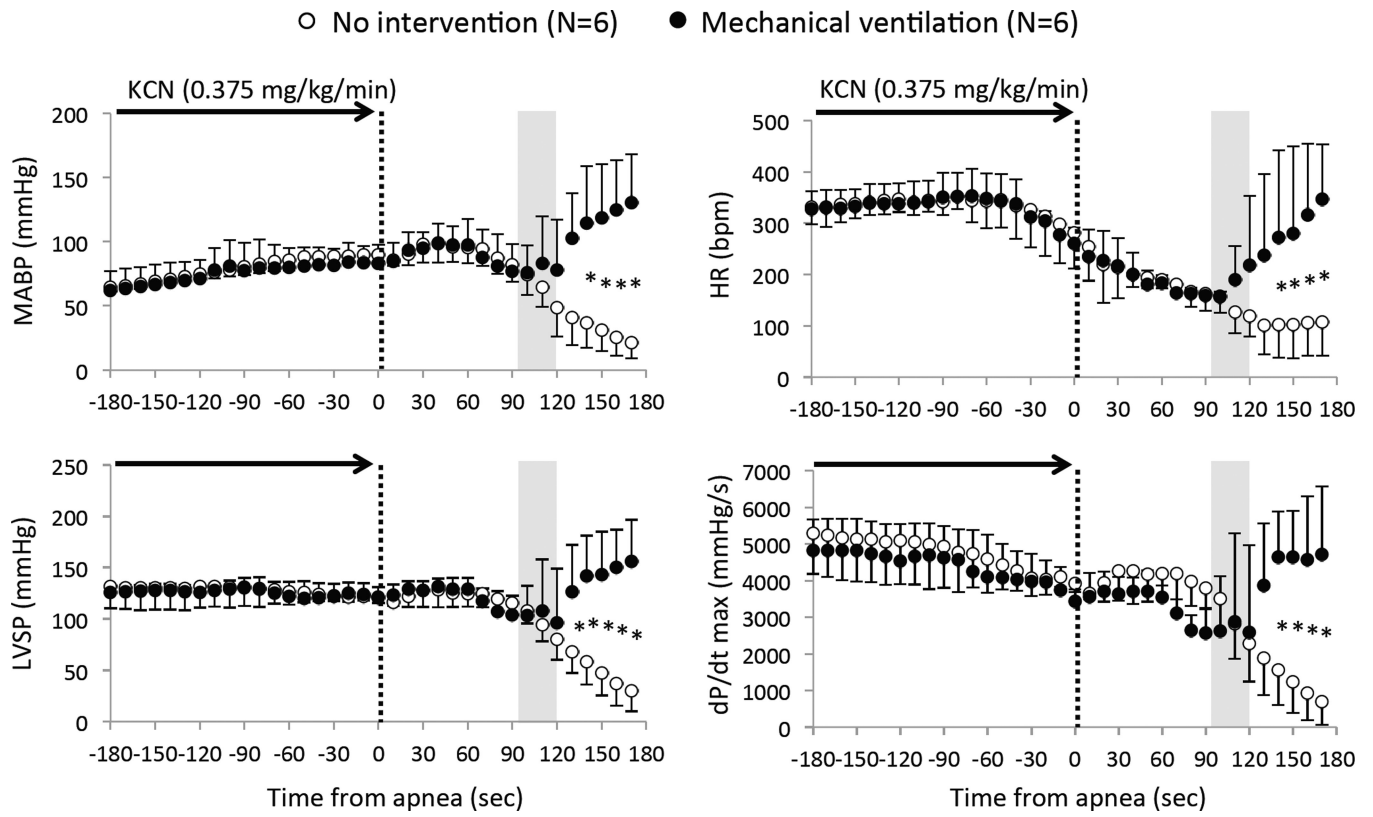 ○ No intervention (N=6) ● Mechanical ventilation (N=6)
KCN (0.375 mg/kg/min)
MABP (mmHg)
200
150
100
50
0
* * * *
-180 -150 -120 -90 -60 -30 0 30 60 90 120 150 180
KCN (0.375 mg/kg/min)
HR (bpm)
500
400
300
200
100
0
* * * *
-180 -150 -120 -90 -60 -30 0 30 60 90 120 150 180
LVSP (mmHg)
250
200
150
100
50
0
* * * * *
-180 -150 -120 -90 -60 -30 0 30 60 90 120 150 180
Time from apnea (sec)
dP/dt max (mmHg/s)
7000
6000
5000
4000
3000
2000
1000
0
* * * *
-180 -150 -120 -90 -60 -30 0 30 60 90 120 150 180
Time from apnea (sec)